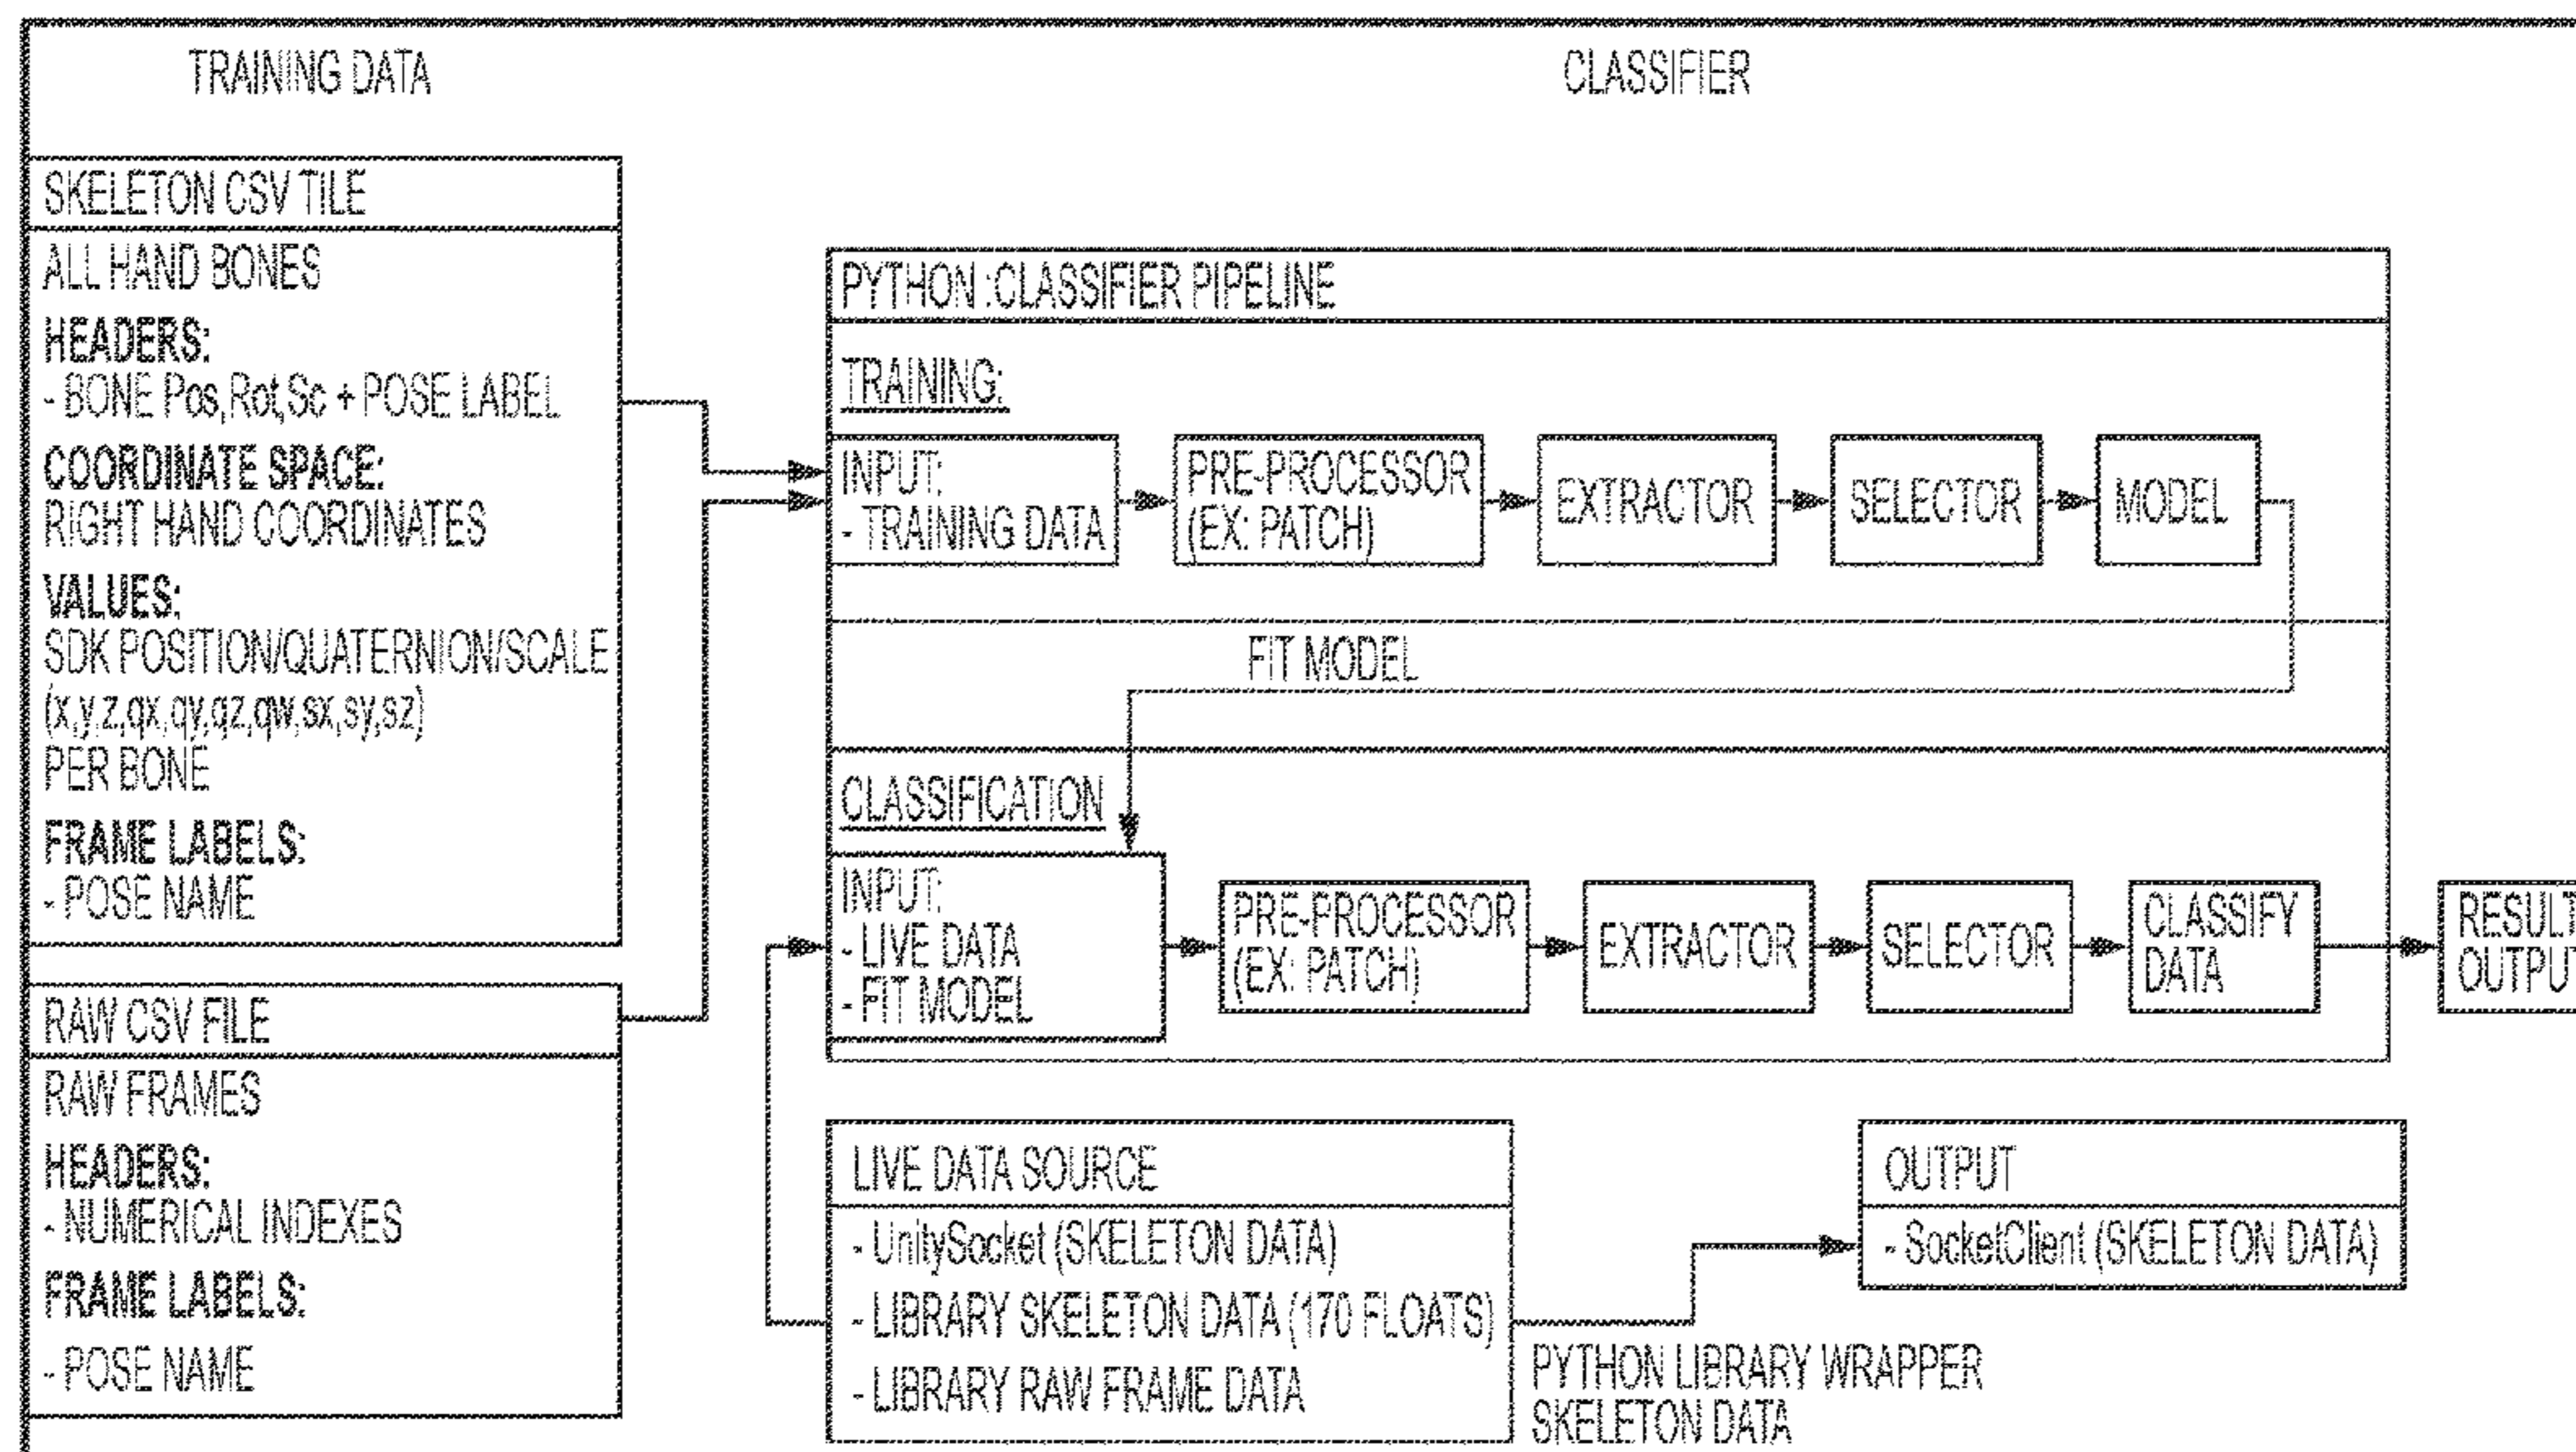 TRAINING DATA
CLASSIFIER
SKELETON CSV TILE
ALL HAND BONES
HEADERS:
- BONE Pos,Rot,Sc + POSE LABEL
COORDINATE SPACE:
RIGHT HAND COORDINATES
VALUES:
SDK POSITION/QUATERNION/SCALE
(x,y,z,qx,qy,qz,qw,sx,sy,sz)
PER BONE
FRAME LABELS:
- POSE NAME
RAW CSV FILE
RAW FRAMES
HEADERS:
- NUMERICAL INDEXES
FRAME LABELS:
- POSE NAME
PYTHON :CLASSIFIER PIPELINE
TRAINING:
INPUT:
- TRAINING DATA
PRE-PROCESSOR
(EX: PATCH)
EXTRACTOR
SELECTOR
MODEL
FIT MODEL
CLASSIFICATION
INPUT:
- LIVE DATA
- FIT MODEL
PRE-PROCESSOR
(EX: PATCH)
EXTRACTOR
SELECTOR
CLASSIFY
DATA
RESULT
OUTPUT
LIVE DATA SOURCE
- UnitySocket (SKELETON DATA)
- LIBRARY SKELETON DATA (170 FLOATS)
- LIBRARY RAW FRAME DATA
PYTHON LIBRARY WRAPPER
SKELETON DATA
OUTPUT
- SocketClient (SKELETON DATA)